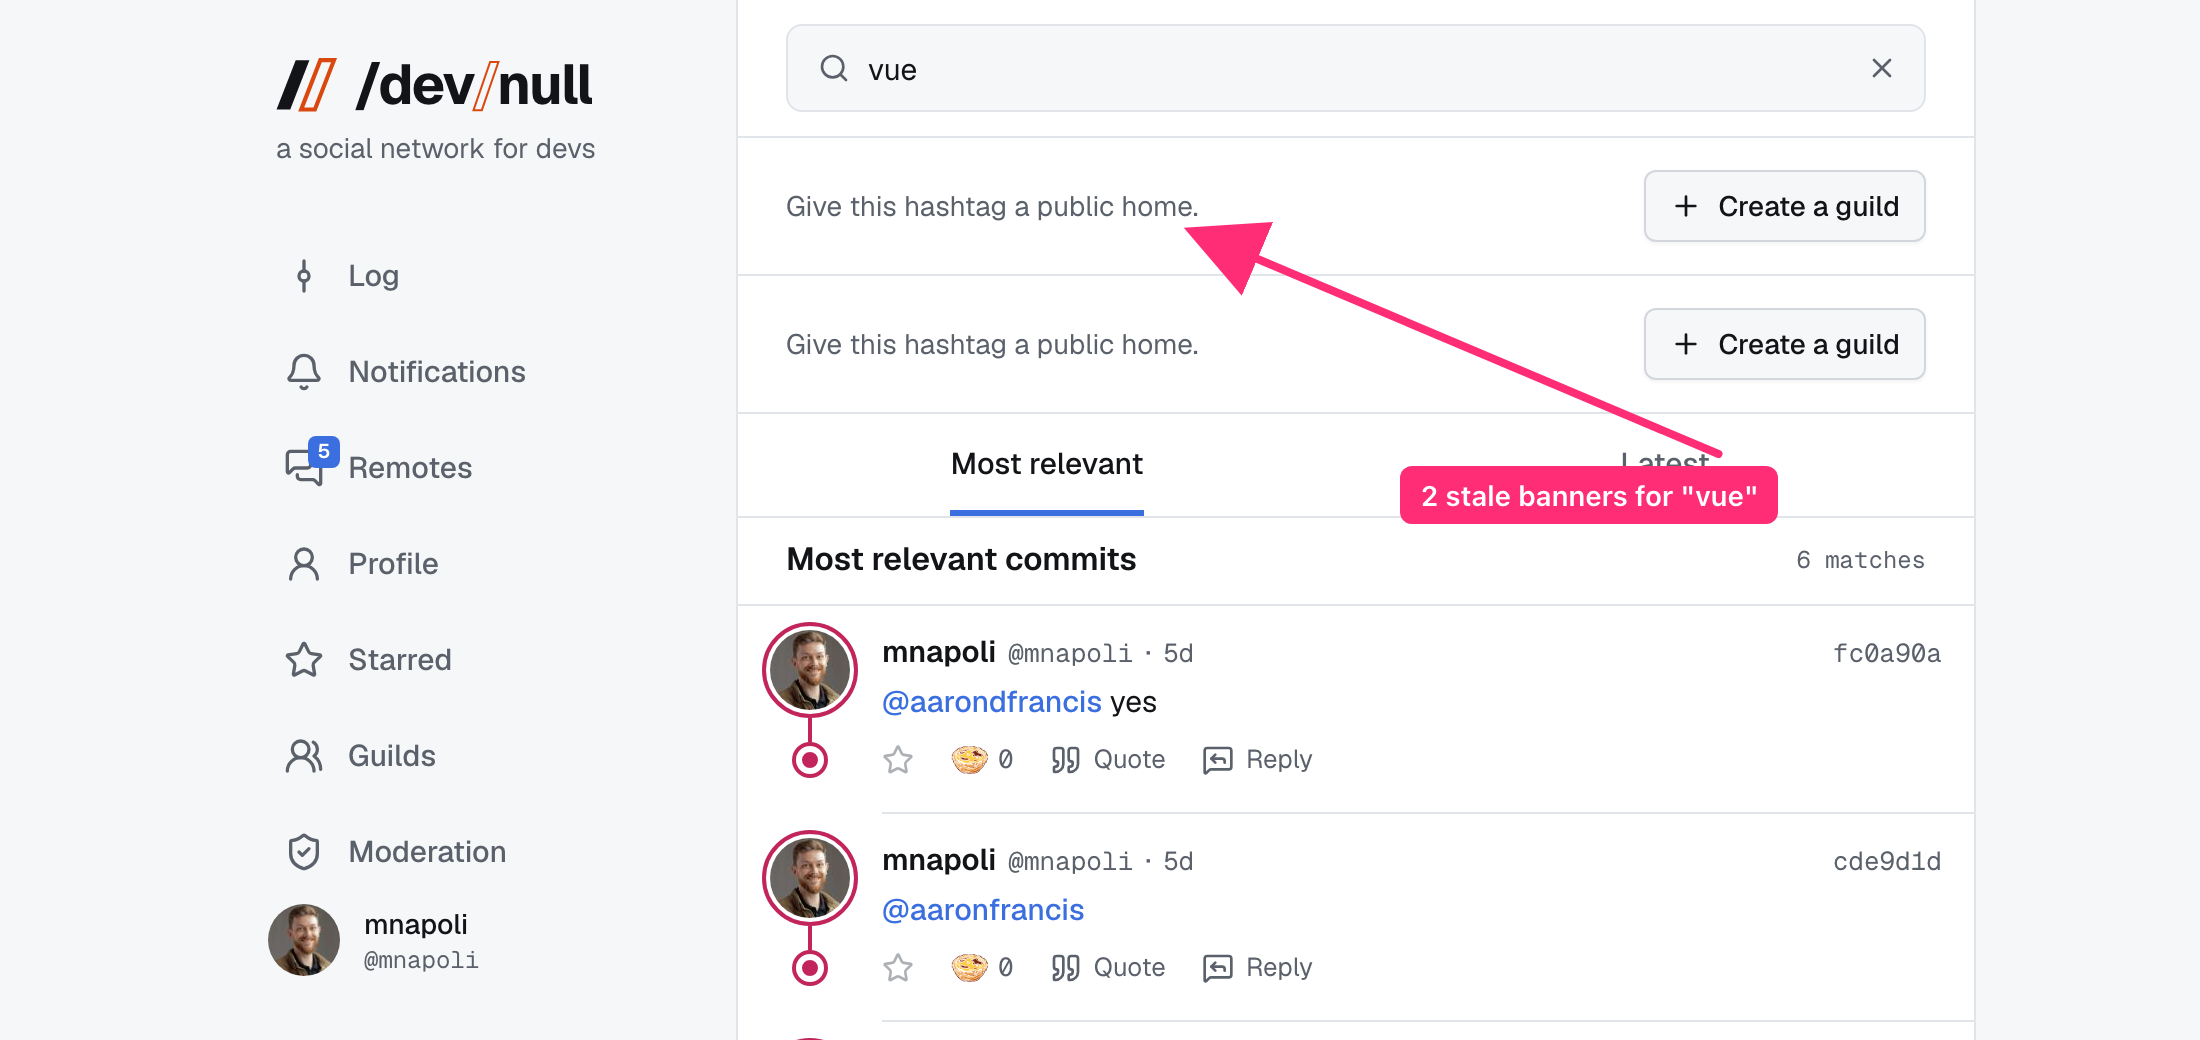 /dev/null
a social network for devs
Log
Notifications
5
Remotes
Profile
Starred
Guilds
Moderation
mnapoli
@mnapoli
vue
Give this hashtag a public home.
+ Create a guild
Give this hashtag a public home.
+ Create a guild
Most relevant
Latest
2 stale banners for "vue"
Most relevant commits
6 matches
mnapoli @mnapoli · 5d
fc0a90a
@aarondfrancis yes
0 Quote Reply
mnapoli @mnapoli · 5d
cde9d1d
@aaronfrancis
0 Quote Reply